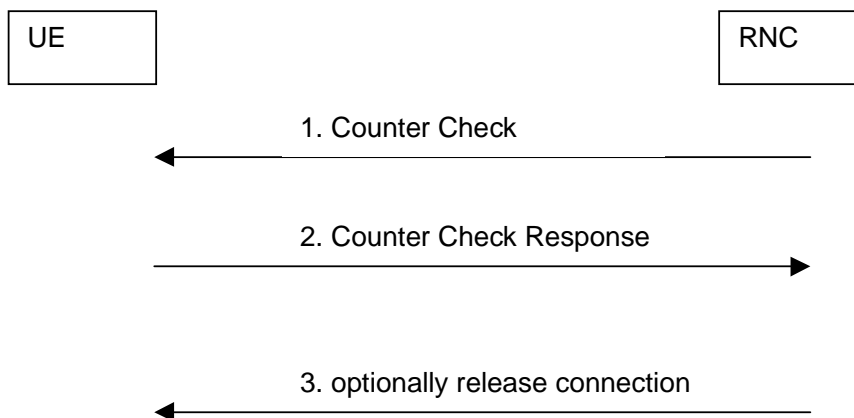 UE
RNC
1. Counter Check
2. Counter Check Response
3. optionally release connection